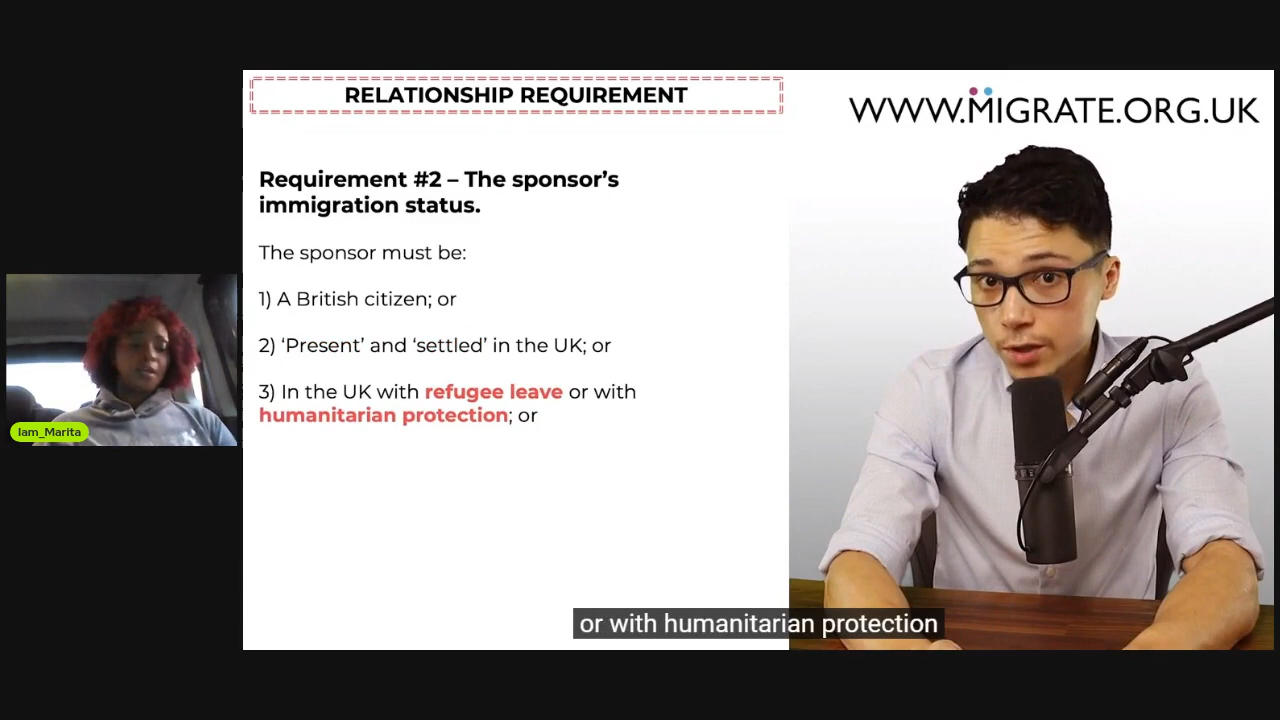 RELATIONSHIP REQUIREMENT
WWW.MIGRATE.ORG.UK
Requirement #2 – The sponsor’s
immigration status.
The sponsor must be:
1) A British citizen; or
2) ‘Present’ and ‘settled’ in the UK; or
3) In the UK with refugee leave or with
humanitarian protection; or
Iam_Marita
or with humanitarian protection